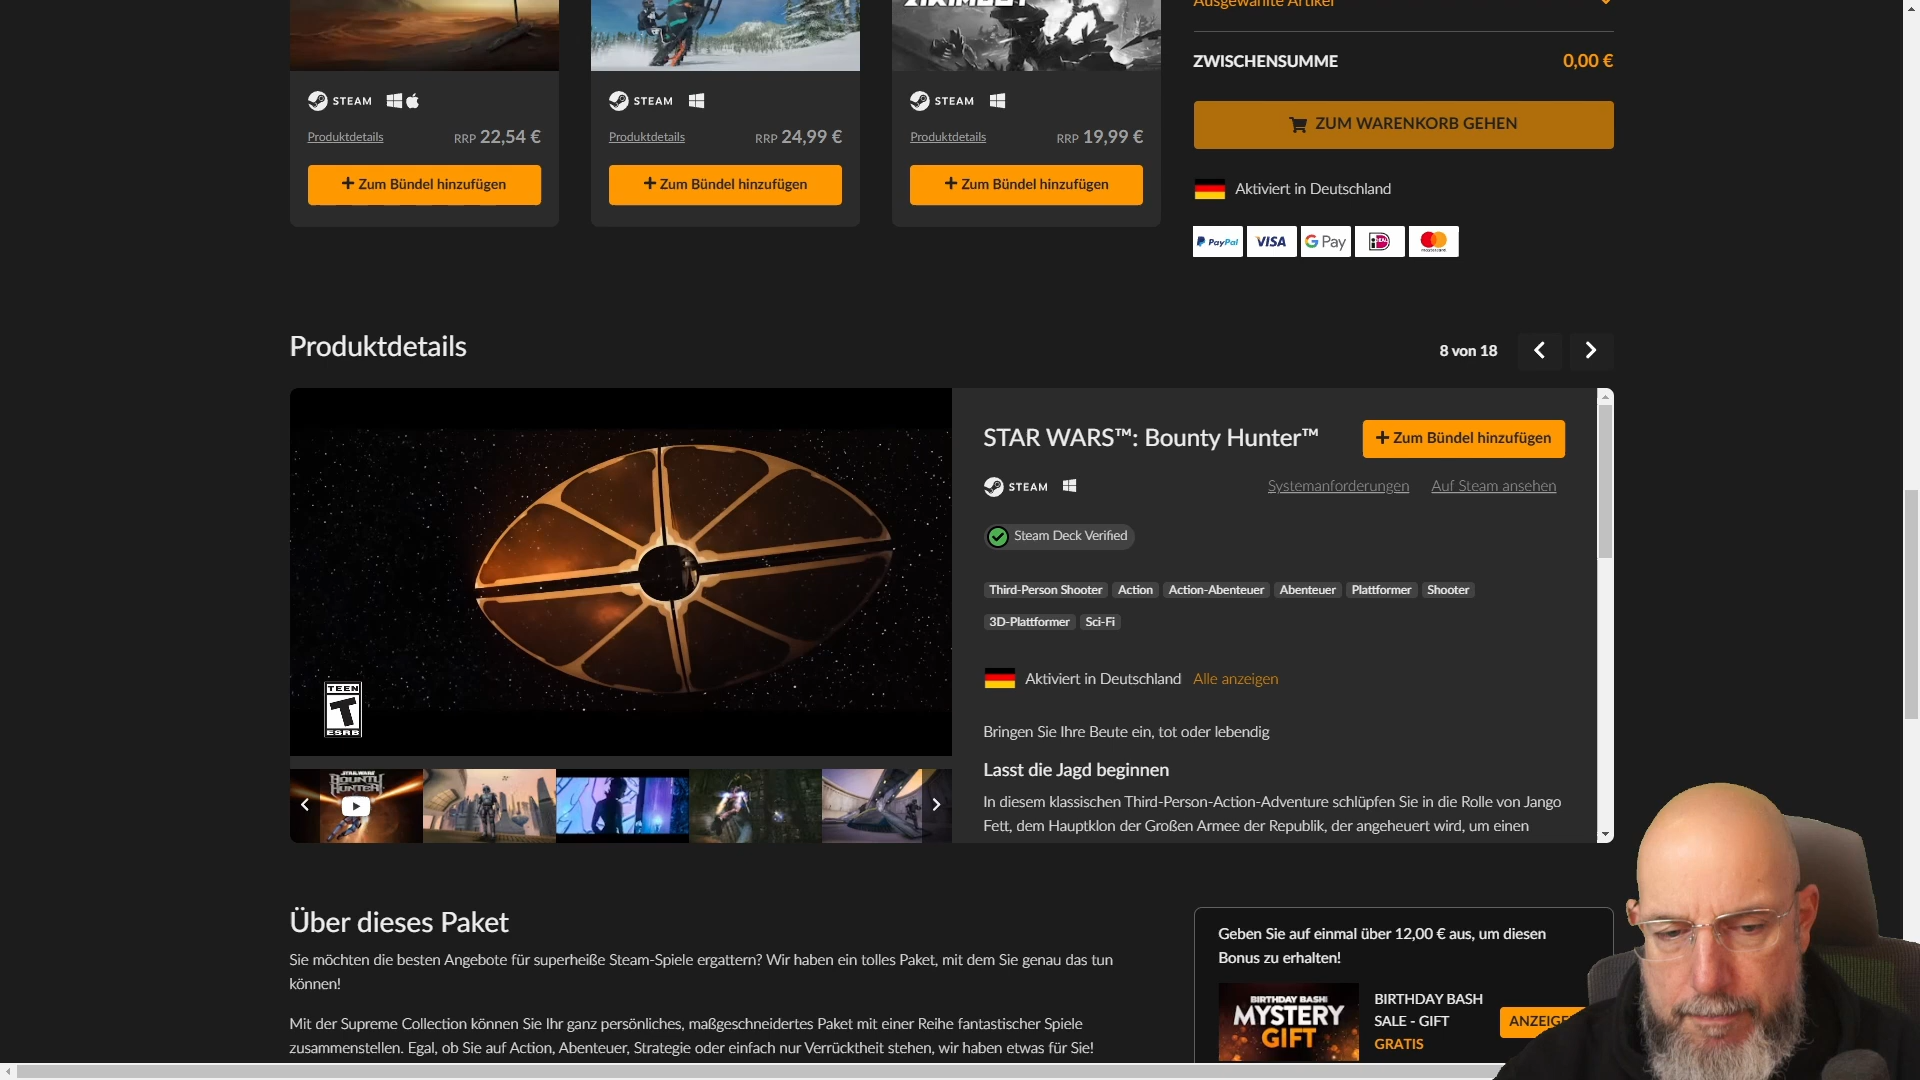 Ausgewählte Artikel
ZWISCHENSUMME 0,00 €
ZUM WARENKORB GEHEN
STEAM
STEAM
STEAM
Produktdetails RRP 22,54 €
Produktdetails RRP 24,99 €
Produktdetails RRP 19,99 €
+ Zum Bündel hinzufügen
+ Zum Bündel hinzufügen
+ Zum Bündel hinzufügen
Aktiviert in Deutschland
PayPal VISA G Pay iDEAL mastercard
Produktdetails
8 von 18
STAR WARS™: Bounty Hunter™
+ Zum Bündel hinzufügen
STEAM
Systemanforderungen Auf Steam ansehen
Steam Deck Verified
Third-Person Shooter Action Action-Abenteuer Abenteuer Plattformer Shooter
3D-Plattformer Sci-Fi
Aktiviert in Deutschland Alle anzeigen
Bringen Sie Ihre Beute ein, tot oder lebendig
Lasst die Jagd beginnen
In diesem klassischen Third-Person-Action-Adventure schlüpfen Sie in die Rolle von Jango
Fett, dem Hauptklon der Großen Armee der Republik, der angeheuert wird, um einen
TEEN
T
ESRB
STAR WARS
BOUNTY
HUNTER
Über dieses Paket
Sie möchten die besten Angebote für superheiße Steam-Spiele ergattern? Wir haben ein tolles Paket, mit dem Sie genau das tun
können!
Mit der Supreme Collection können Sie Ihr ganz persönliches, maßgeschneidertes Paket mit einer Reihe fantastischer Spiele
zusammenstellen. Egal, ob Sie auf Action, Abenteuer, Strategie oder einfach nur Verrücktheit stehen, wir haben etwas für Sie!
Geben Sie auf einmal über 12,00 € aus, um diesen
Bonus zu erhalten!
BIRTHDAY BASH
MYSTERY
GIFT
BIRTHDAY BASH
SALE - GIFT
GRATIS